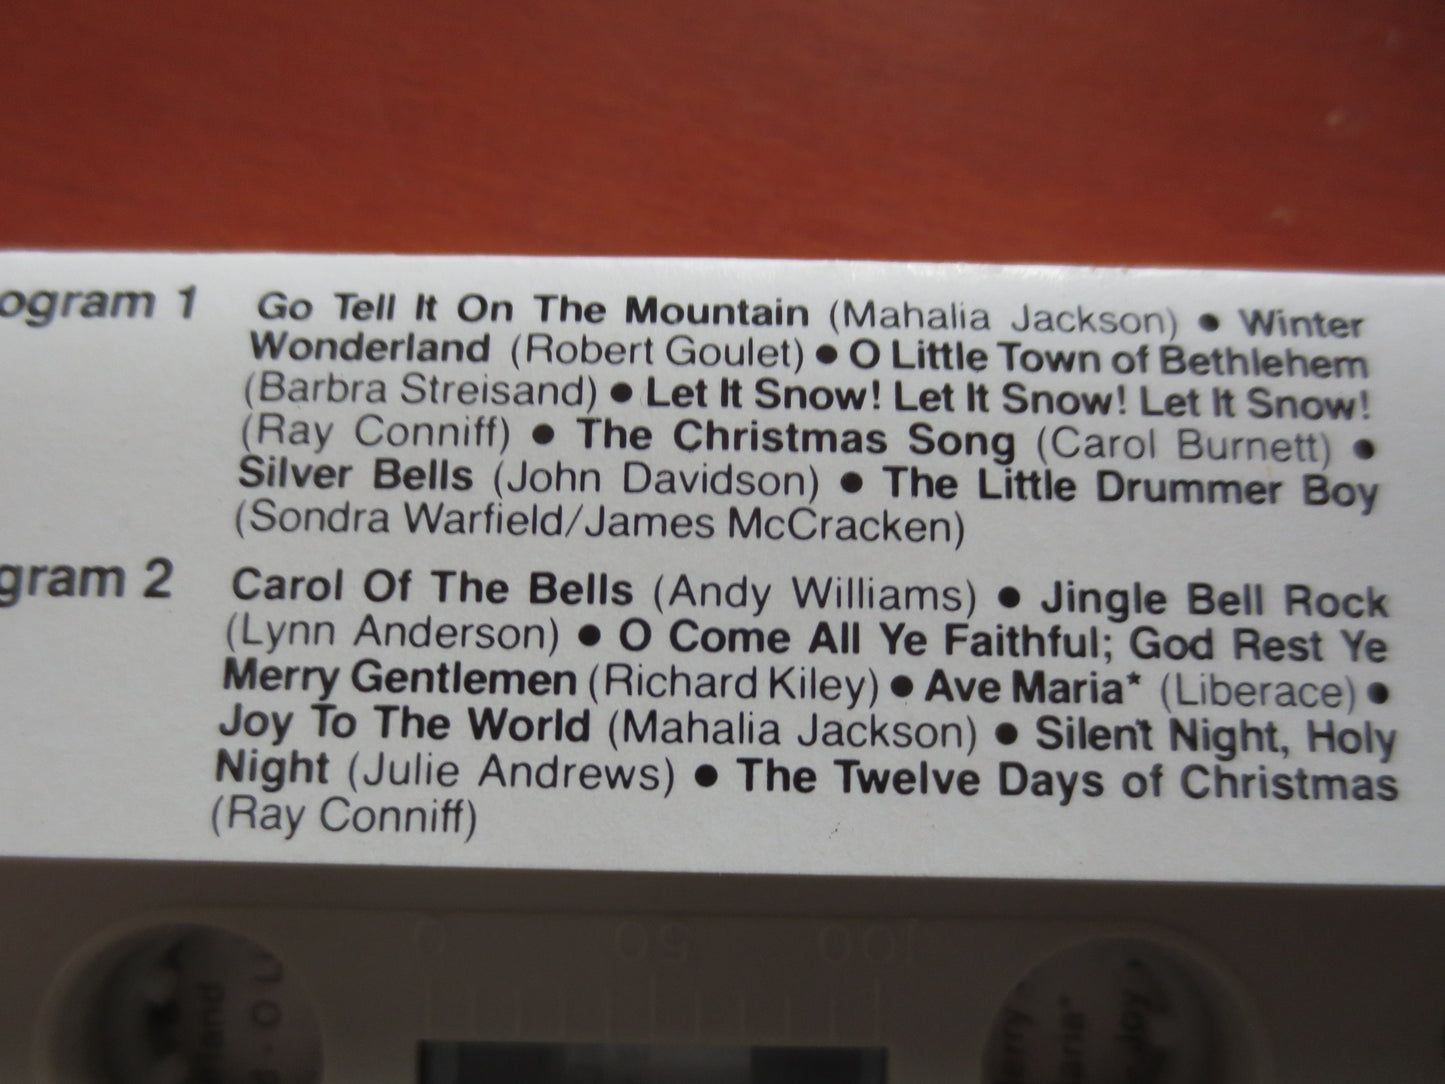 ogram 1 Go Tell It On The Mountain (Mahalia Jackson) • Winter
Wonderland (Robert Goulet) • O Little Town of Bethlehem
(Barbra Streisand) • Let It Snow! Let It Snow! Let It Snow!
(Ray Conniff) • The Christmas Song (Carol Burnett) •
Silver Bells (John Davidson) • The Little Drummer Boy
(Sondra Warfield/James McCracken)
gram 2 Carol Of The Bells (Andy Williams) • Jingle Bell Rock
(Lynn Anderson) • O Come All Ye Faithful; God Rest Ye
Merry Gentlemen (Richard Kiley) • Ave Maria* (Liberace) •
Joy To The World (Mahalia Jackson) • Silent Night, Holy
Night (Julie Andrews) • The Twelve Days of Christmas
(Ray Conniff)
0 50 100